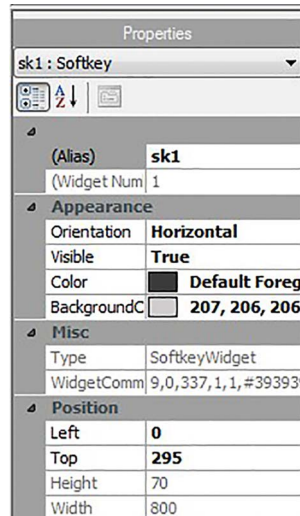 Properties
sk1 : Softkey
A
Z
(Alias) sk1
(Widget Num 1
Appearance
Orientation Horizontal
Visible True
Color Default Foreg
BackgroundC 207, 206, 206
Misc
Type SoftkeyWidget
WidgetComm 9,0,337,1,1,#39393
Position
Left 0
Top 295
Height 70
Width 800